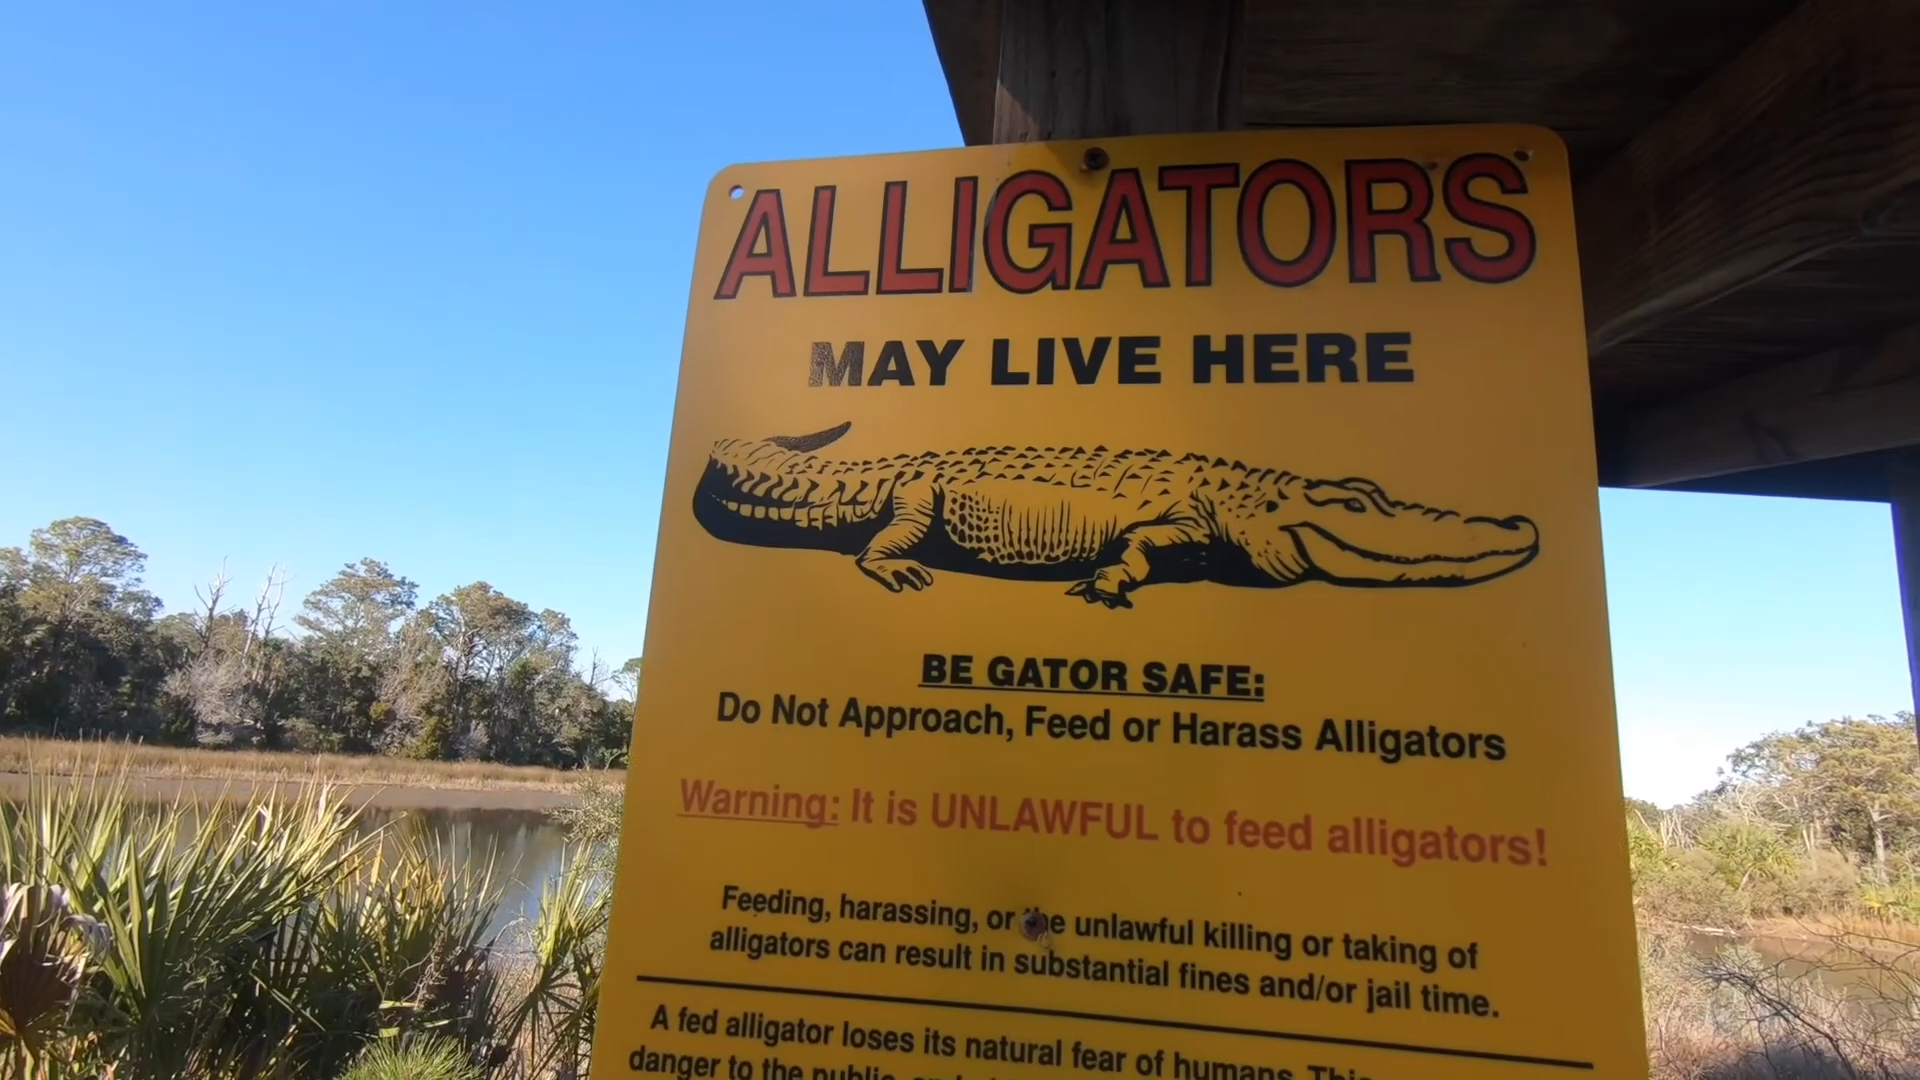 ALLIGATORS
MAY LIVE HERE
BE GATOR SAFE:
Do Not Approach, Feed or Harass Alligators
Warning: It is UNLAWFUL to feed alligators!
Feeding, harassing, or the unlawful killing or taking of
alligators can result in substantial fines and/or jail time.
A fed alligator loses its natural fear of humans. This
danger to the public,